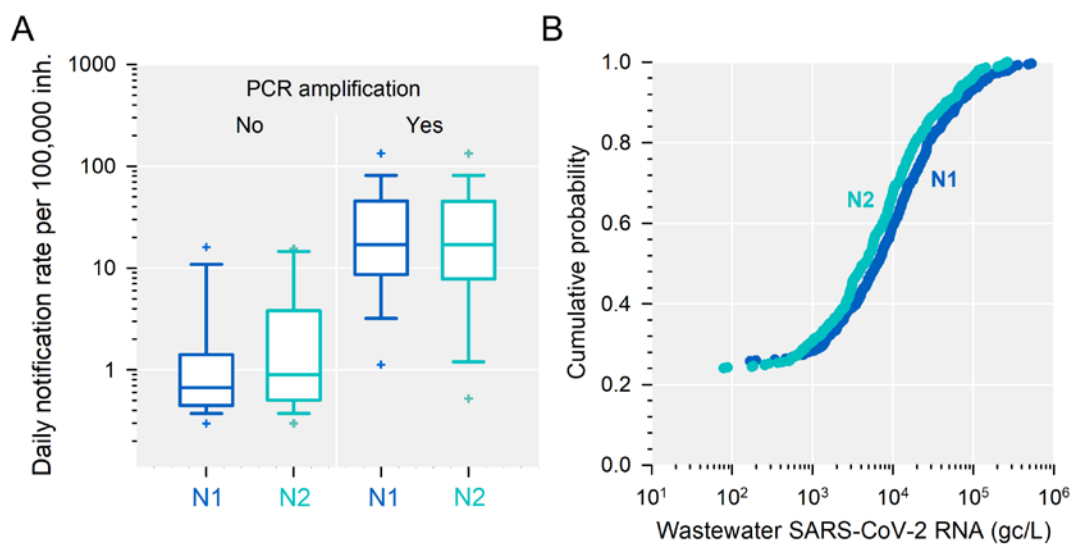 A
Daily notification rate per 100,000 inh.
1000
100
10
1
PCR amplification
No Yes
N1 N2 N1 N2
B
Cumulative probability
1.0
0.8
0.6
0.4
0.2
0.0
N2
N1
10¹ 10² 10³ 10⁴ 10⁵ 10⁶
Wastewater SARS-CoV-2 RNA (gc/L)